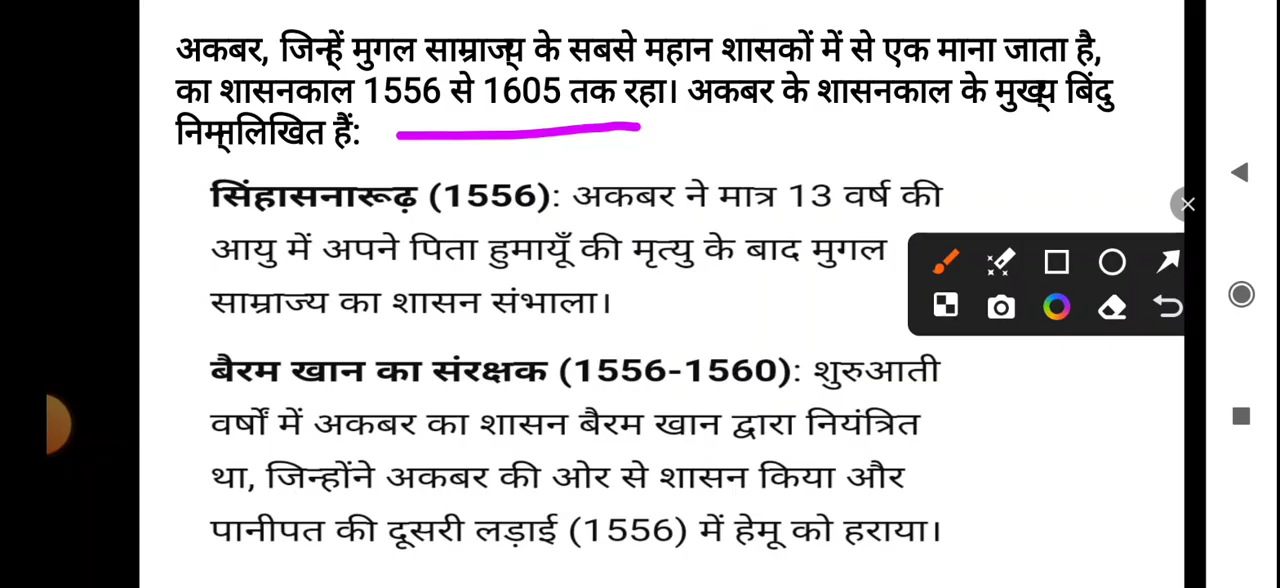 अकबर, जिन्हें मुगल साम्राज्य के सबसे महान शासकों में से एक माना जाता है,
का शासनकाल 1556 से 1605 तक रहा। अकबर के शासनकाल के मुख्य बिंदु
निम्नलिखित हैं:
सिंहासनारूढ़ (1556): अकबर ने मात्र 13 वर्ष की
आयु में अपने पिता हुमायूँ की मृत्यु के बाद मुगल
साम्राज्य का शासन संभाला।
बैरम खान का संरक्षक (1556-1560): शुरुआती
वर्षों में अकबर का शासन बैरम खान द्वारा नियंत्रित
था, जिन्होंने अकबर की ओर से शासन किया और
पानीपत की दूसरी लड़ाई (1556) में हेमू को हराया।